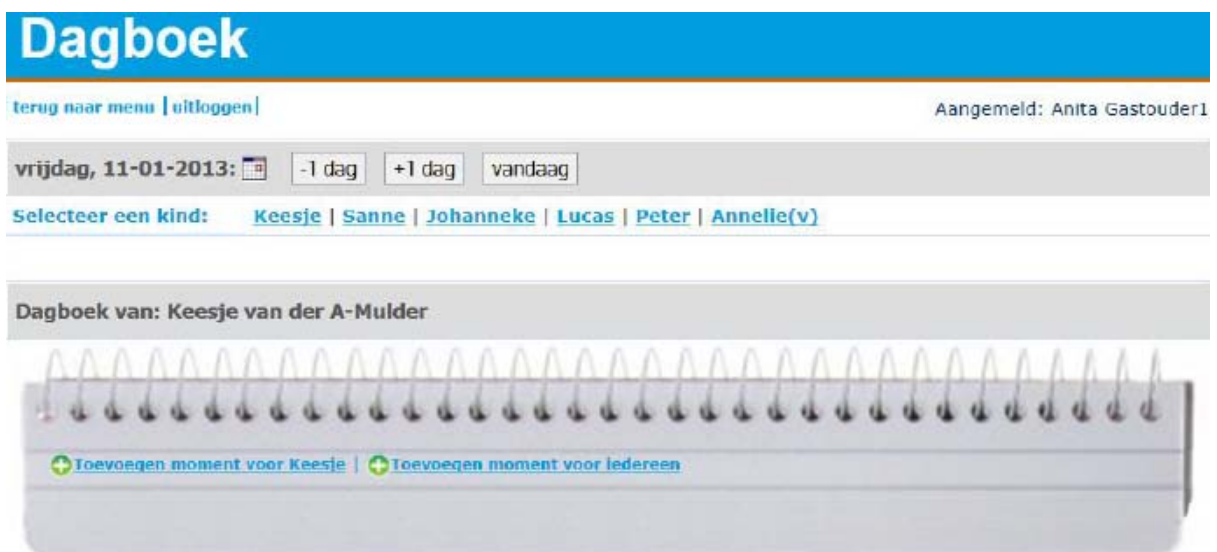 Dagboek
terug naar menu | uitloggen| Aangemeld: Anita Gastouder1
vrijdag, 11-01-2013: -1 dag +1 dag vandaag
Selecteer een kind: Keesje | Sanne | Johanneke | Lucas | Peter | Annelie(v)
Dagboek van: Keesje van der A-Mulder
Toevoegen moment voor Keesje | Toevoegen moment voor iedereen